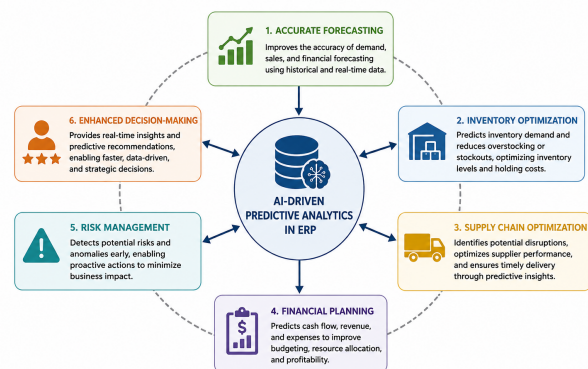 1. ACCURATE FORECASTING
Improves the accuracy of demand,
sales, and financial forecasting
using historical and real-time data.
6. ENHANCED DECISION-MAKING
Provides real-time insights and
predictive recommendations,
enabling faster, data-driven,
and strategic decisions.
2. INVENTORY OPTIMIZATION
Predicts inventory demand and
reduces overstocking or
stockouts, optimizing inventory
levels and holding costs.
AI-DRIVEN
PREDICTIVE ANALYTICS
IN ERP
5. RISK MANAGEMENT
Detects potential risks and
anomalies early, enabling
proactive actions to minimize
business impact.
3. SUPPLY CHAIN OPTIMIZATION
Identifies potential disruptions,
optimizes supplier performance,
and ensures timely delivery
through predictive insights.
4. FINANCIAL PLANNING
$
Predicts cash flow, revenue,
and expenses to improve
budgeting, resource allocation,
and profitability.